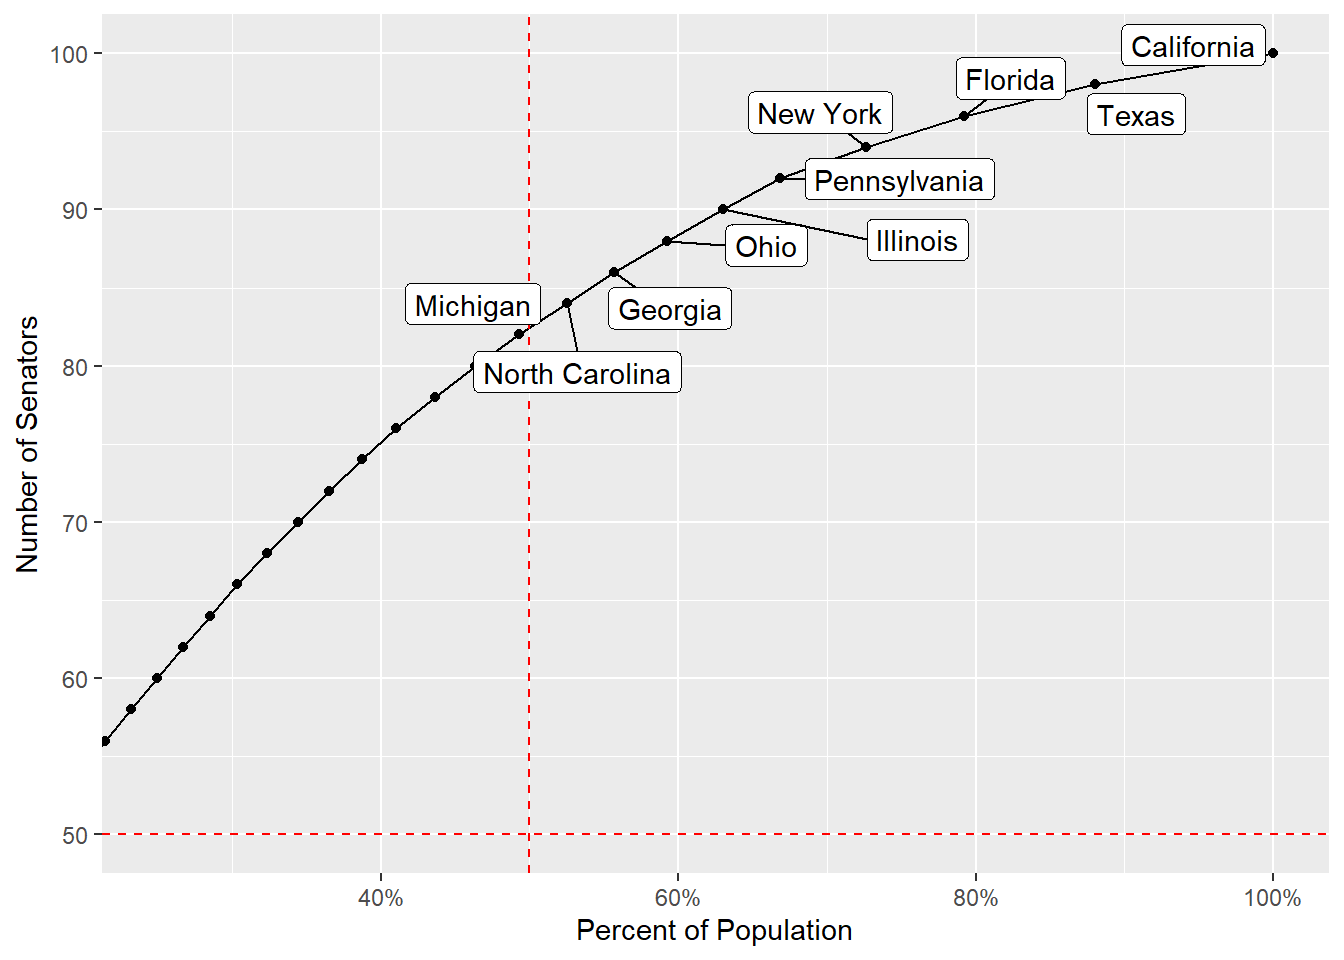 100
90
80
70
60
50
Number of Senators
California
Florida
Texas
New York
Pennsylvania
Illinois
Ohio
Georgia
Michigan
North Carolina
40%
60%
80%
100%
Percent of Population